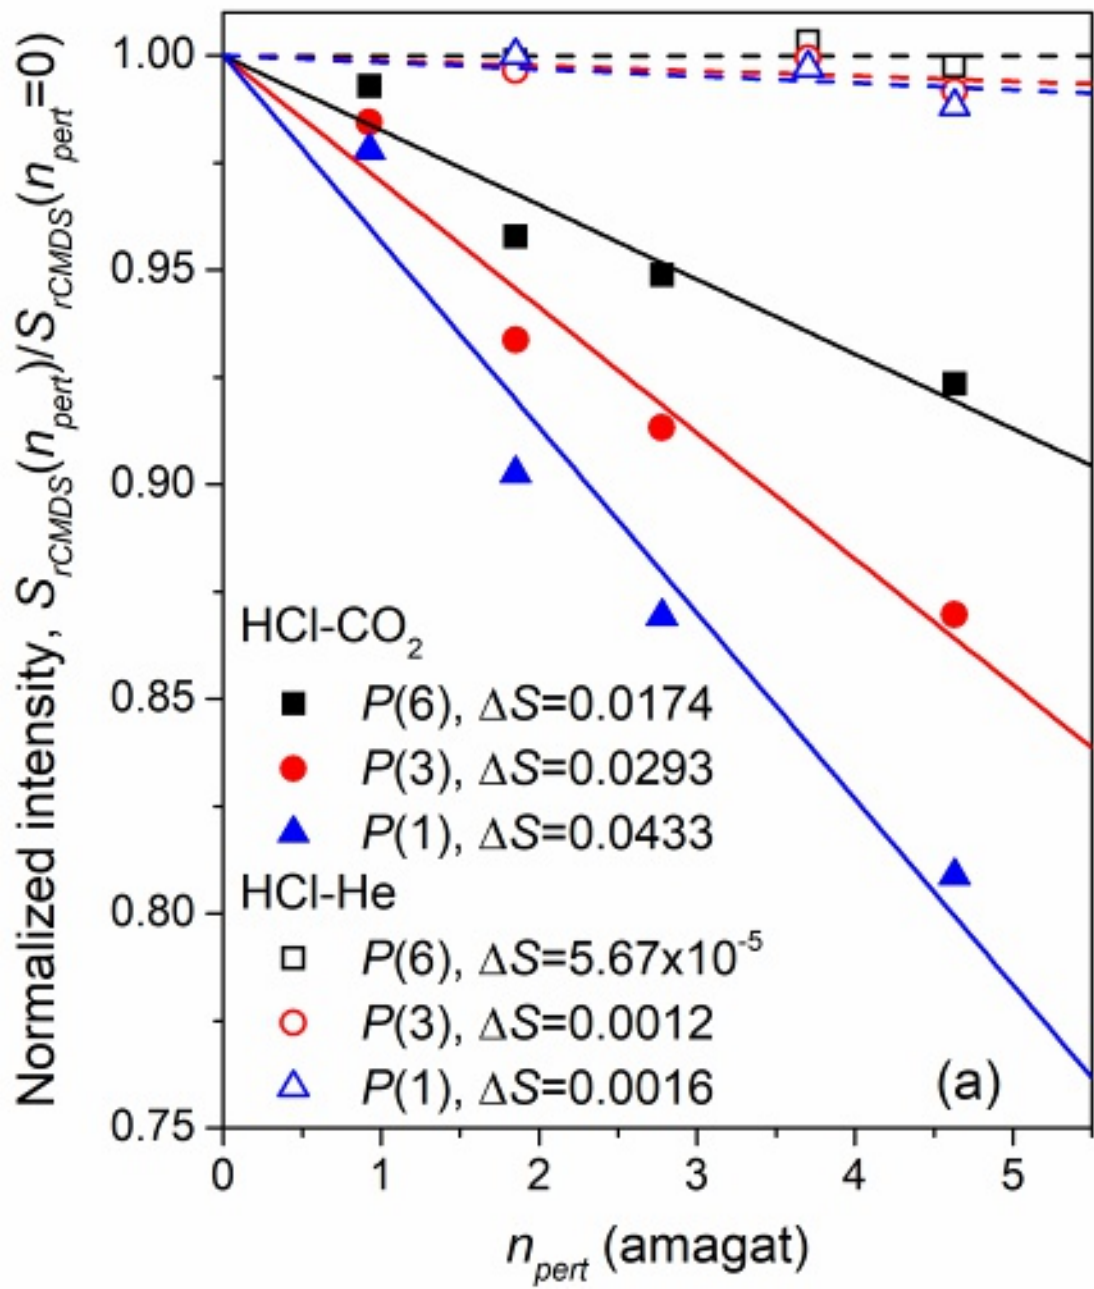 Normalized intensity, S_rCMDS(n_pert)/S_rCMDS(n_pert=0)
1.00
0.95
0.90
0.85
0.80
0.75
HCl-CO₂
P(6), ΔS=0.0174
P(3), ΔS=0.0293
P(1), ΔS=0.0433
HCl-He
P(6), ΔS=5.67x10⁻⁵
P(3), ΔS=0.0012
P(1), ΔS=0.0016
(a)
0 1 2 3 4 5
n_pert (amagat)